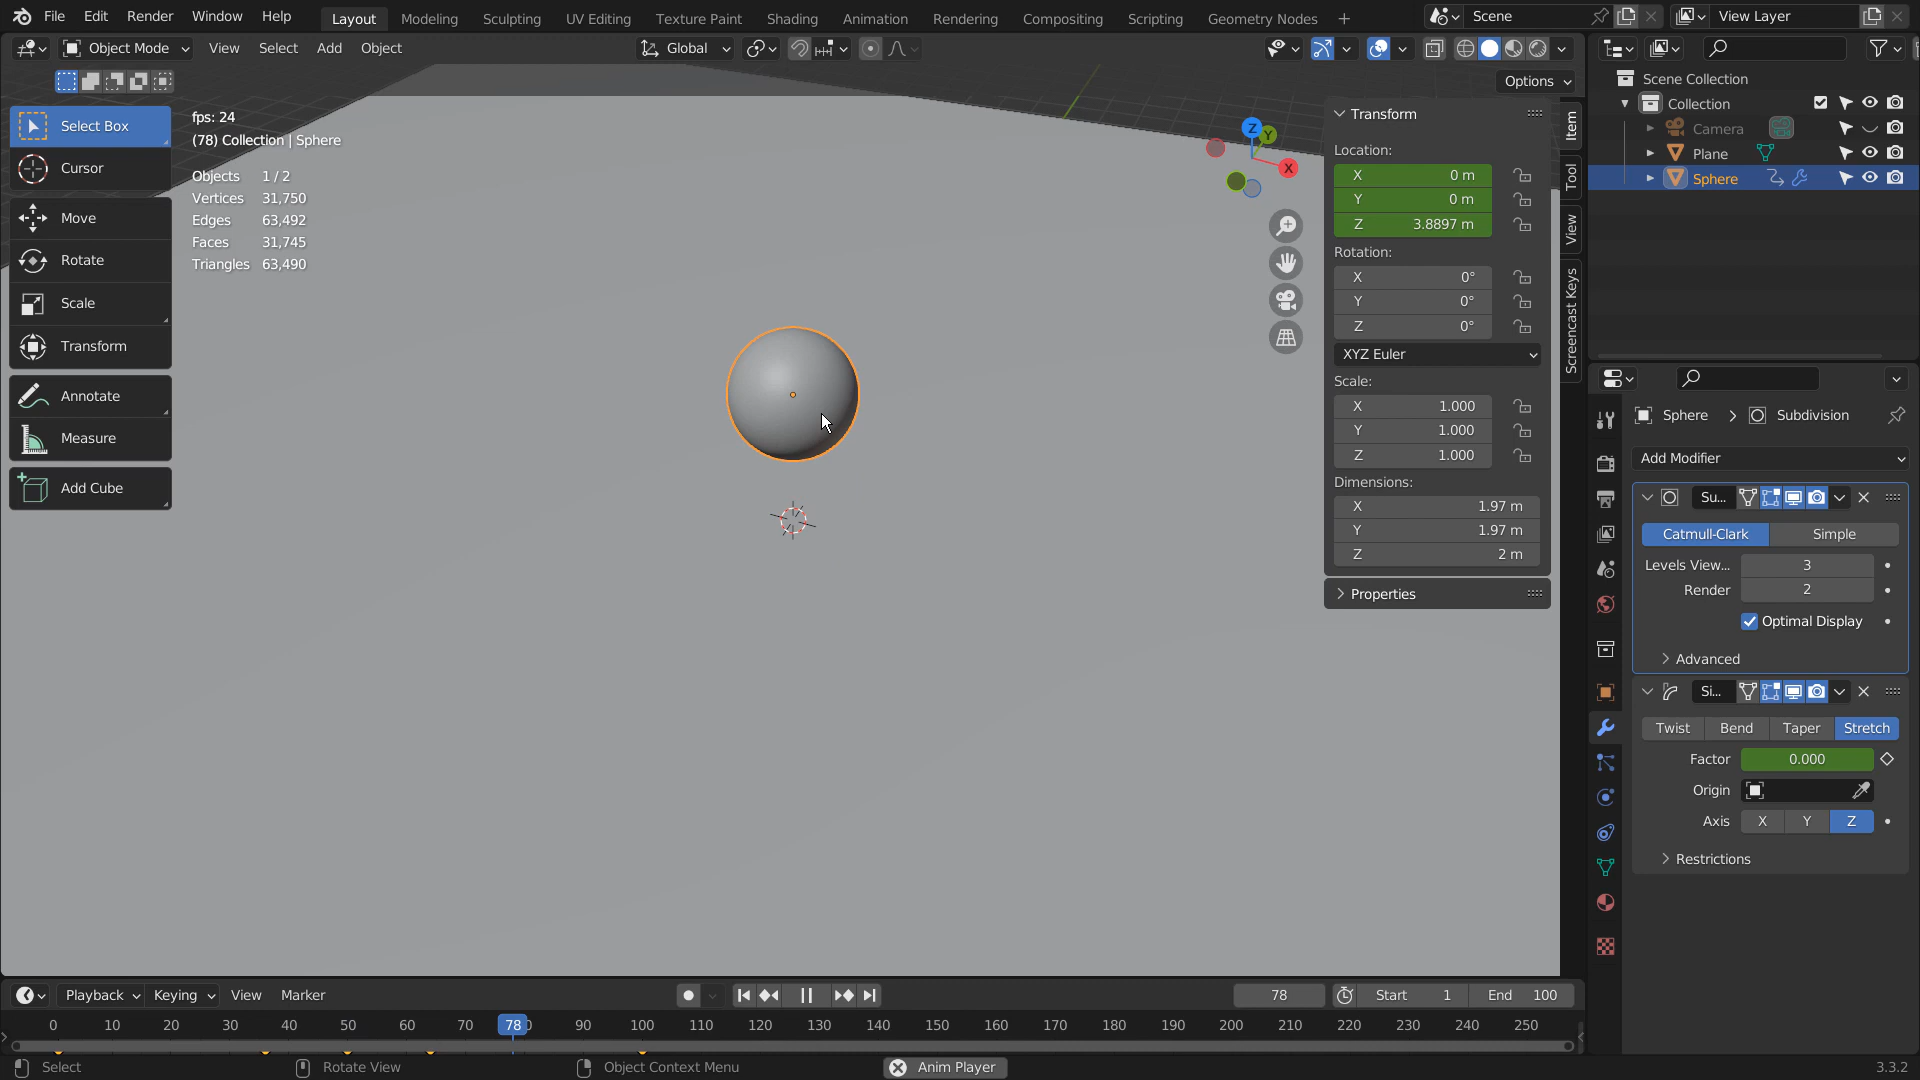 File Edit Render Window Help
Layout Modeling Sculpting UV Editing Texture Paint Shading Animation Rendering Compositing Scripting Geometry Nodes +
Scene
View Layer
Object Mode View Select Add Object
Global
Options
Select Box
Cursor
Move
Rotate
Scale
Transform
Annotate
Measure
Add Cube
fps: 24
(78) Collection | Sphere
Objects 1 / 2
Vertices 31,750
Edges 63,492
Faces 31,745
Triangles 63,490
Z
Y
X
Transform
Location:
X 0 m
Y 0 m
Z 3.8897 m
Rotation:
X 0°
Y 0°
Z 0°
XYZ Euler
Scale:
X 1.000
Y 1.000
Z 1.000
Dimensions:
X 1.97 m
Y 1.97 m
Z 2 m
Properties
Item
Tool
View
Screencast Keys
Scene Collection
Collection
Camera
Plane
Sphere
Sphere Subdivision
Add Modifier
Su...
Catmull-Clark Simple
Levels View... 3
Render 2
Optimal Display
Advanced
Si...
Twist Bend Taper Stretch
Factor 0.000
Origin
Axis X Y Z
Restrictions
Playback Keying View Marker
78
Start 1
End 100
0 10 20 30 40 50 60 70 78 90 100 110 120 130 140 150 160 170 180 190 200 210 220 230 240 250
Select
Rotate View
Object Context Menu
Anim Player
3.3.2